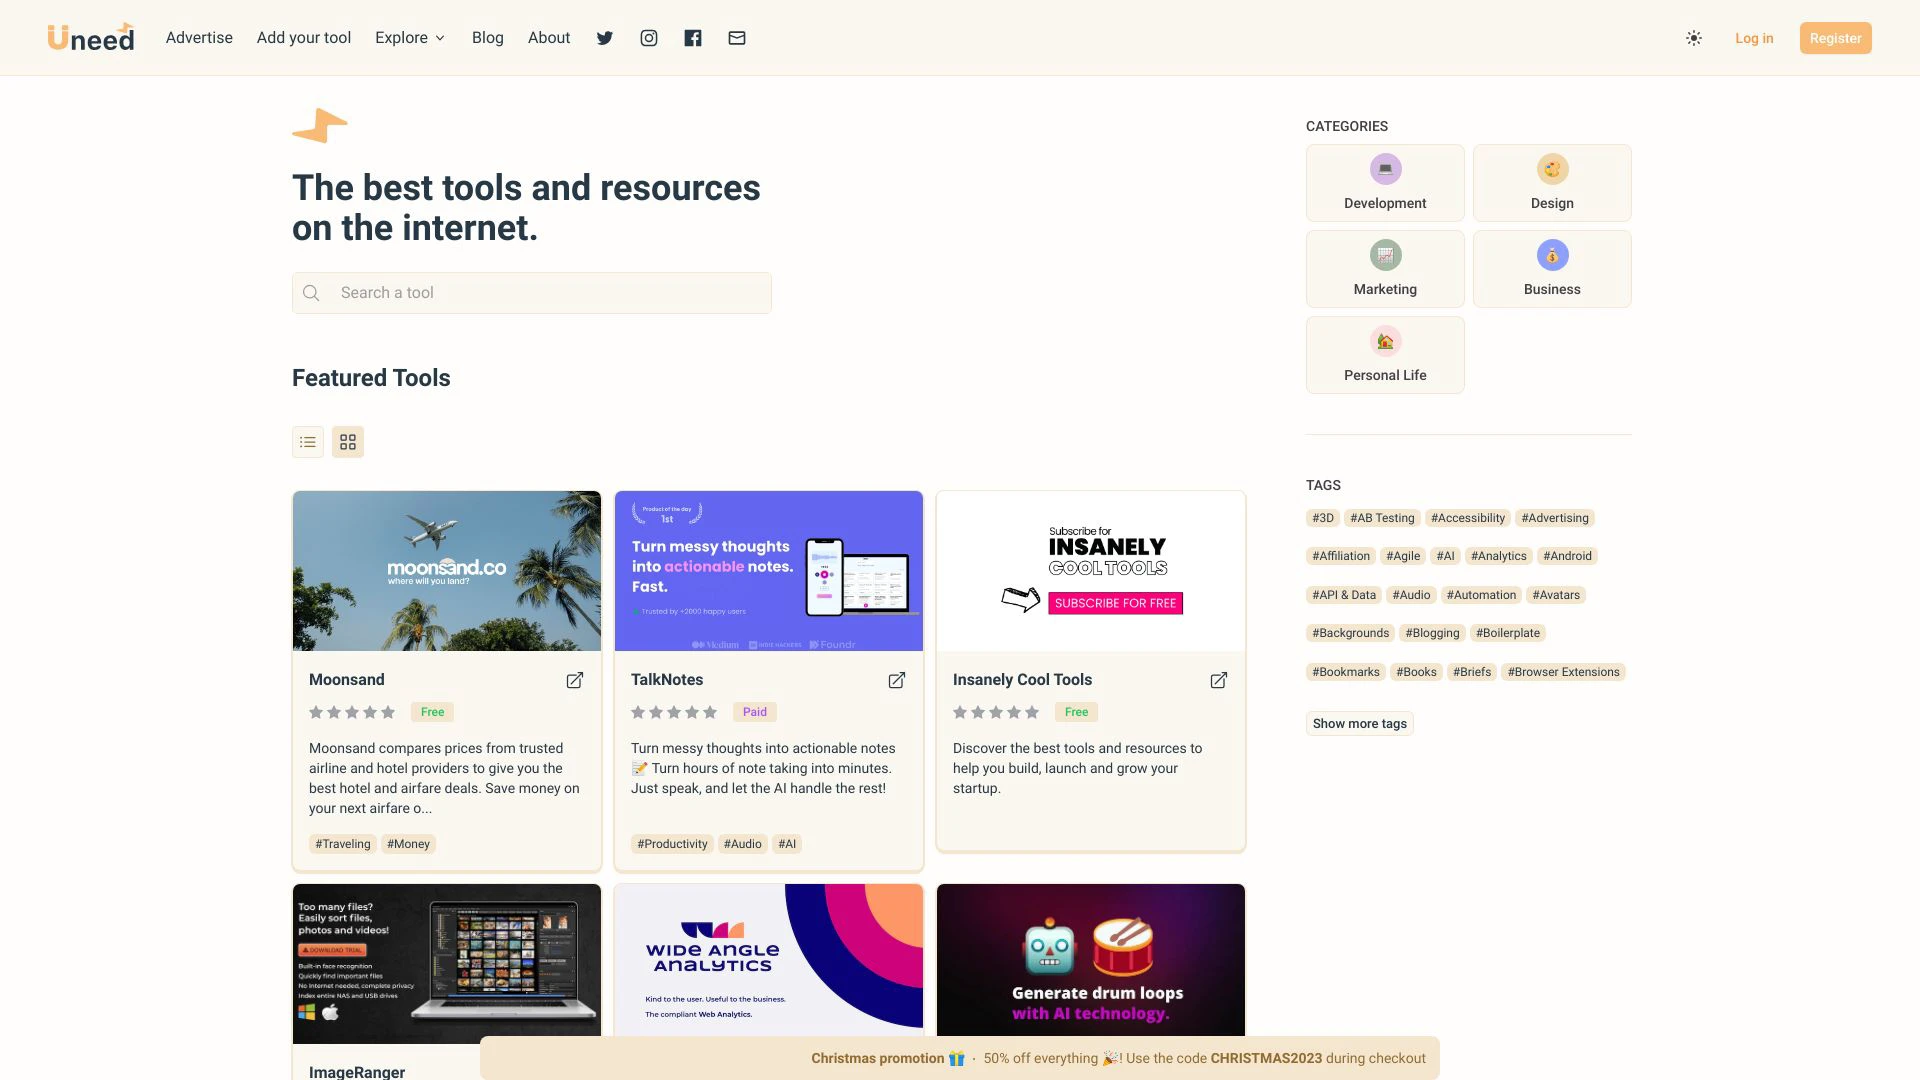 Uneed
Advertise
Add your tool
Explore
Blog
About
Log in
Register
The best tools and resources
on the internet.
Search a tool
Featured Tools
moonsand.co
where will you land?
Moonsand
Free
Moonsand compares prices from trusted
airline and hotel providers to give you the
best hotel and airfare deals. Save money on
your next airfare o...
#Traveling #Money
Product of the day
1st
Turn messy thoughts
into actionable notes.
Fast.
Trusted by +2000 happy users
Medium INDIE HACKERS Foundr
TalkNotes
Paid
Turn messy thoughts into actionable notes
📝 Turn hours of note taking into minutes.
Just speak, and let the AI handle the rest!
#Productivity #Audio #AI
Subscribe for
INSANELY
COOL TOOLS
SUBSCRIBE FOR FREE
Insanely Cool Tools
Free
Discover the best tools and resources to
help you build, launch and grow your
startup.
Too many files?
Easily sort files,
photos and videos!
DOWNLOAD TRIAL
Built-in face recognition
Quickly find important files
No Internet needed, complete privacy
Index entire NAS and USB drives
ImageRanger
WIDE ANGLE
ANALYTICS
Kind to the user. Useful to the business.
The compliant Web Analytics.
Generate drum loops
with AI technology.
CATEGORIES
Development
Design
Marketing
Business
Personal Life
TAGS
#3D #AB Testing #Accessibility #Advertising
#Affiliation #Agile #AI #Analytics #Android
#API & Data #Audio #Automation #Avatars
#Backgrounds #Blogging #Boilerplate
#Bookmarks #Books #Briefs #Browser Extensions
Show more tags
Christmas promotion 🎁 · 50% off everything 🎉! Use the code CHRISTMAS2023 during checkout